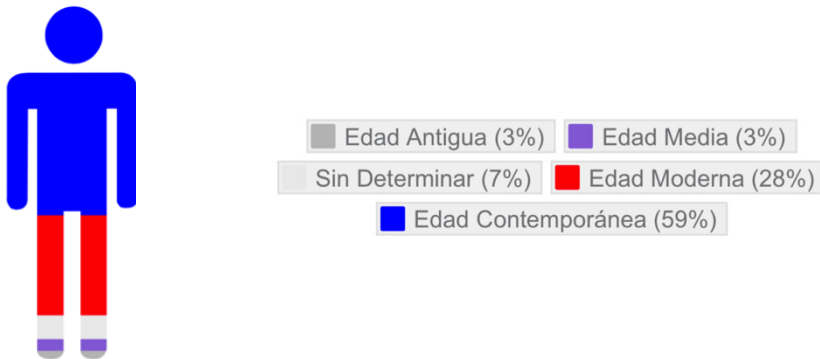 Edad Antigua (3%) Edad Media (3%)
Sin Determinar (7%) Edad Moderna (28%)
Edad Contemporánea (59%)